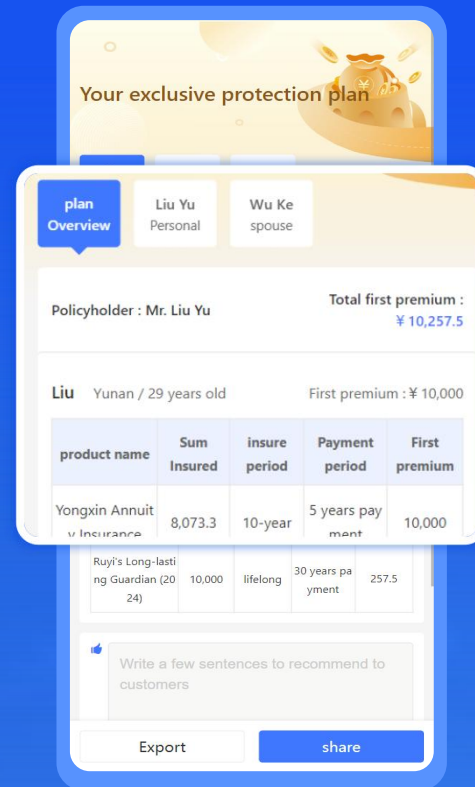 Your exclusive protection plan
plan
Overview
Liu Yu
Personal
Wu Ke
spouse
Policyholder : Mr. Liu Yu
Total first premium :
¥ 10,257.5
Liu Yunan / 29 years old First premium : ¥ 10,000
product name Sum Insured insure period Payment period First premium
Yongxin Annuit
y Insurance
8,073.3
10-year
5 years pay
ment
10,000
Ruyi's Long-lasti
ng Guardian (20
24)
10,000
lifelong
30 years pa
yment
257.5
Write a few sentences to recommend to
customers
Export
share